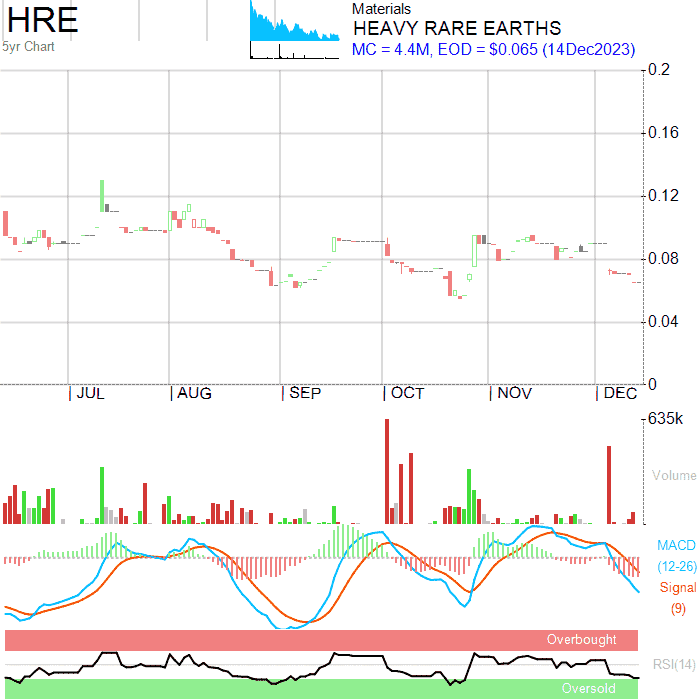 HRE
5yr Chart
Materials
HEAVY RARE EARTHS
MC = 4.4M, EOD = $0.065 (14Dec2023)
0.2
0.16
0.12
0.08
0.04
0
JUL AUG SEP OCT NOV DEC
635k
Volume
MACD
(12-26)
Signal
(9)
Overbought
RSI(14)
Oversold